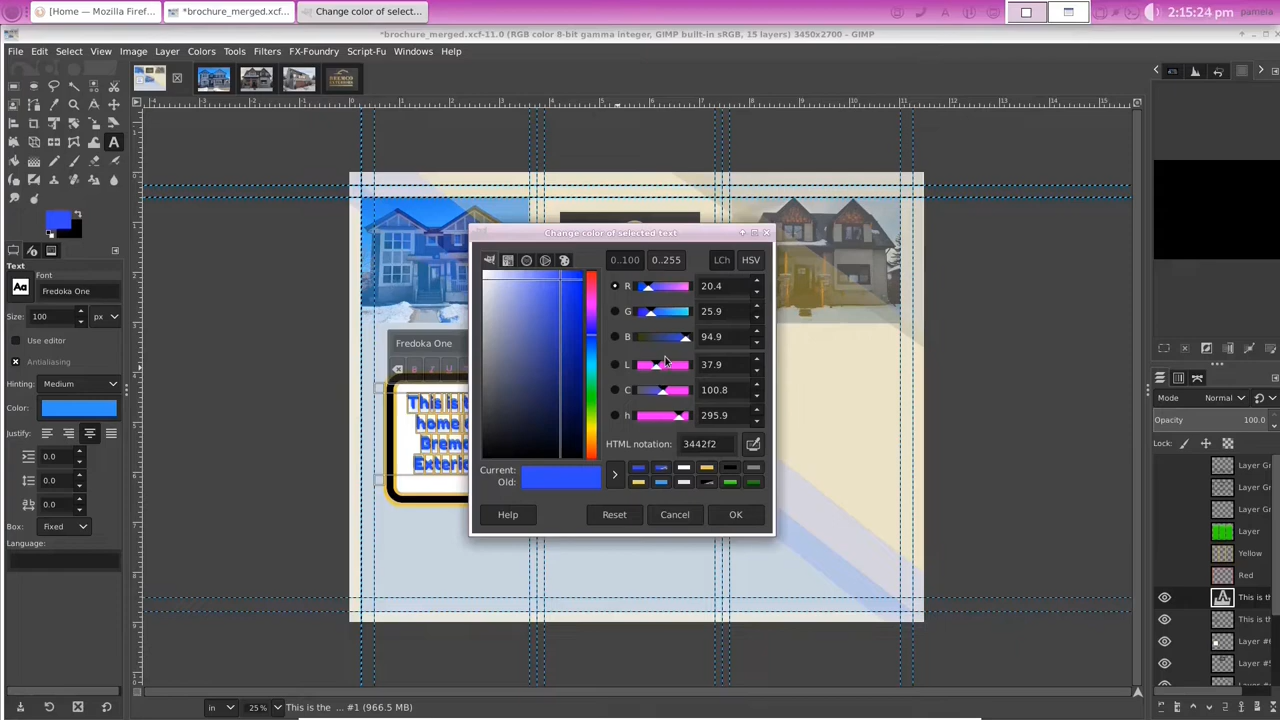 [Home — Mozilla Firef...
*brochure_merged.xcf...
Change color of select...
2:15:24 pm
pamela
*brochure_merged.xcf-11.0 (RGB color 8-bit gamma integer, GIMP built-in sRGB, 15 layers) 3450x2700 – GIMP
File Edit Select View Image Layer Colors Tools Filters FX-Foundry Script-Fu Windows Help
Text
Font
Aa
Fredoka One
Size: 100 px
Use editor
Antialiasing
Hinting: Medium
Color:
Justify:
0.0
0.0
0.0
Box: Fixed
Language:
Fredoka One
This is t
home
Bremo
Exterio
Change color of selected text
0..100 0..255 LCh HSV
R 20.4
G 25.9
B 94.9
L 37.9
C 100.8
h 295.9
HTML notation: 3442f2
Current:
Old:
Help Reset Cancel OK
Mode Normal
Opacity 100.0
Lock:
Layer Gr
Layer Gr
Layer Gr
Layer
Yellow
Red
This is th
This is th
Layer #6
Layer #5
in 25% This is the ... #1 (966.5 MB)